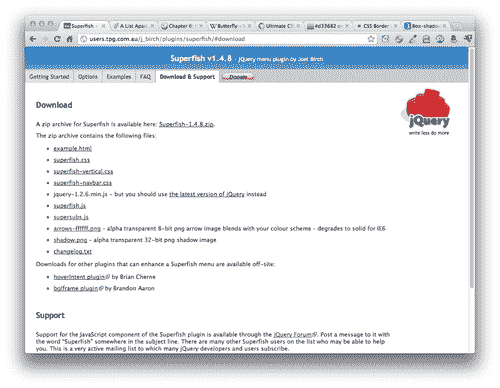 Superfish
A List Apart
Chapter 6:
Butterfly
Ultimate CS
#d33682
CSS Border
Box-shado
users.tpg.com.au/j_birch/plugins/superfish/#download
Superfish v1.4.8 - jQuery menu plugin by Joel Birch
Getting Started Options Examples FAQ Download & Support Donate
Download
jQuery
write less do more
A zip archive for Superfish is available here: Superfish-1.4.8.zip.
The zip archive contains the following files:
example.html
superfish.css
superfish-vertical.css
superfish-navbar.css
jquery-1.2.6.min.js - but you should use the latest version of jQuery instead
superfish.js
supersubs.js
arrows-ffffff.png - alpha transparent 8-bit png arrow image blends with your colour scheme - degrades to solid for IE6
shadow.png - alpha transparent 32-bit png shadow image
changelog.txt
Downloads for other plugins that can enhance a Superfish menu are available off-site:
hoverIntent plugin by Brian Cherne
bgIframe plugin by Brandon Aaron
Support
Support for the JavaScript component of the Superfish plugin is available through the jQuery Forum. Post a message to it with
the word "Superfish" somewhere in the subject line. There are many other Superfish users on the list who may be able to help
you. This is a very active mailing list to which many jQuery developers and users subscribe.